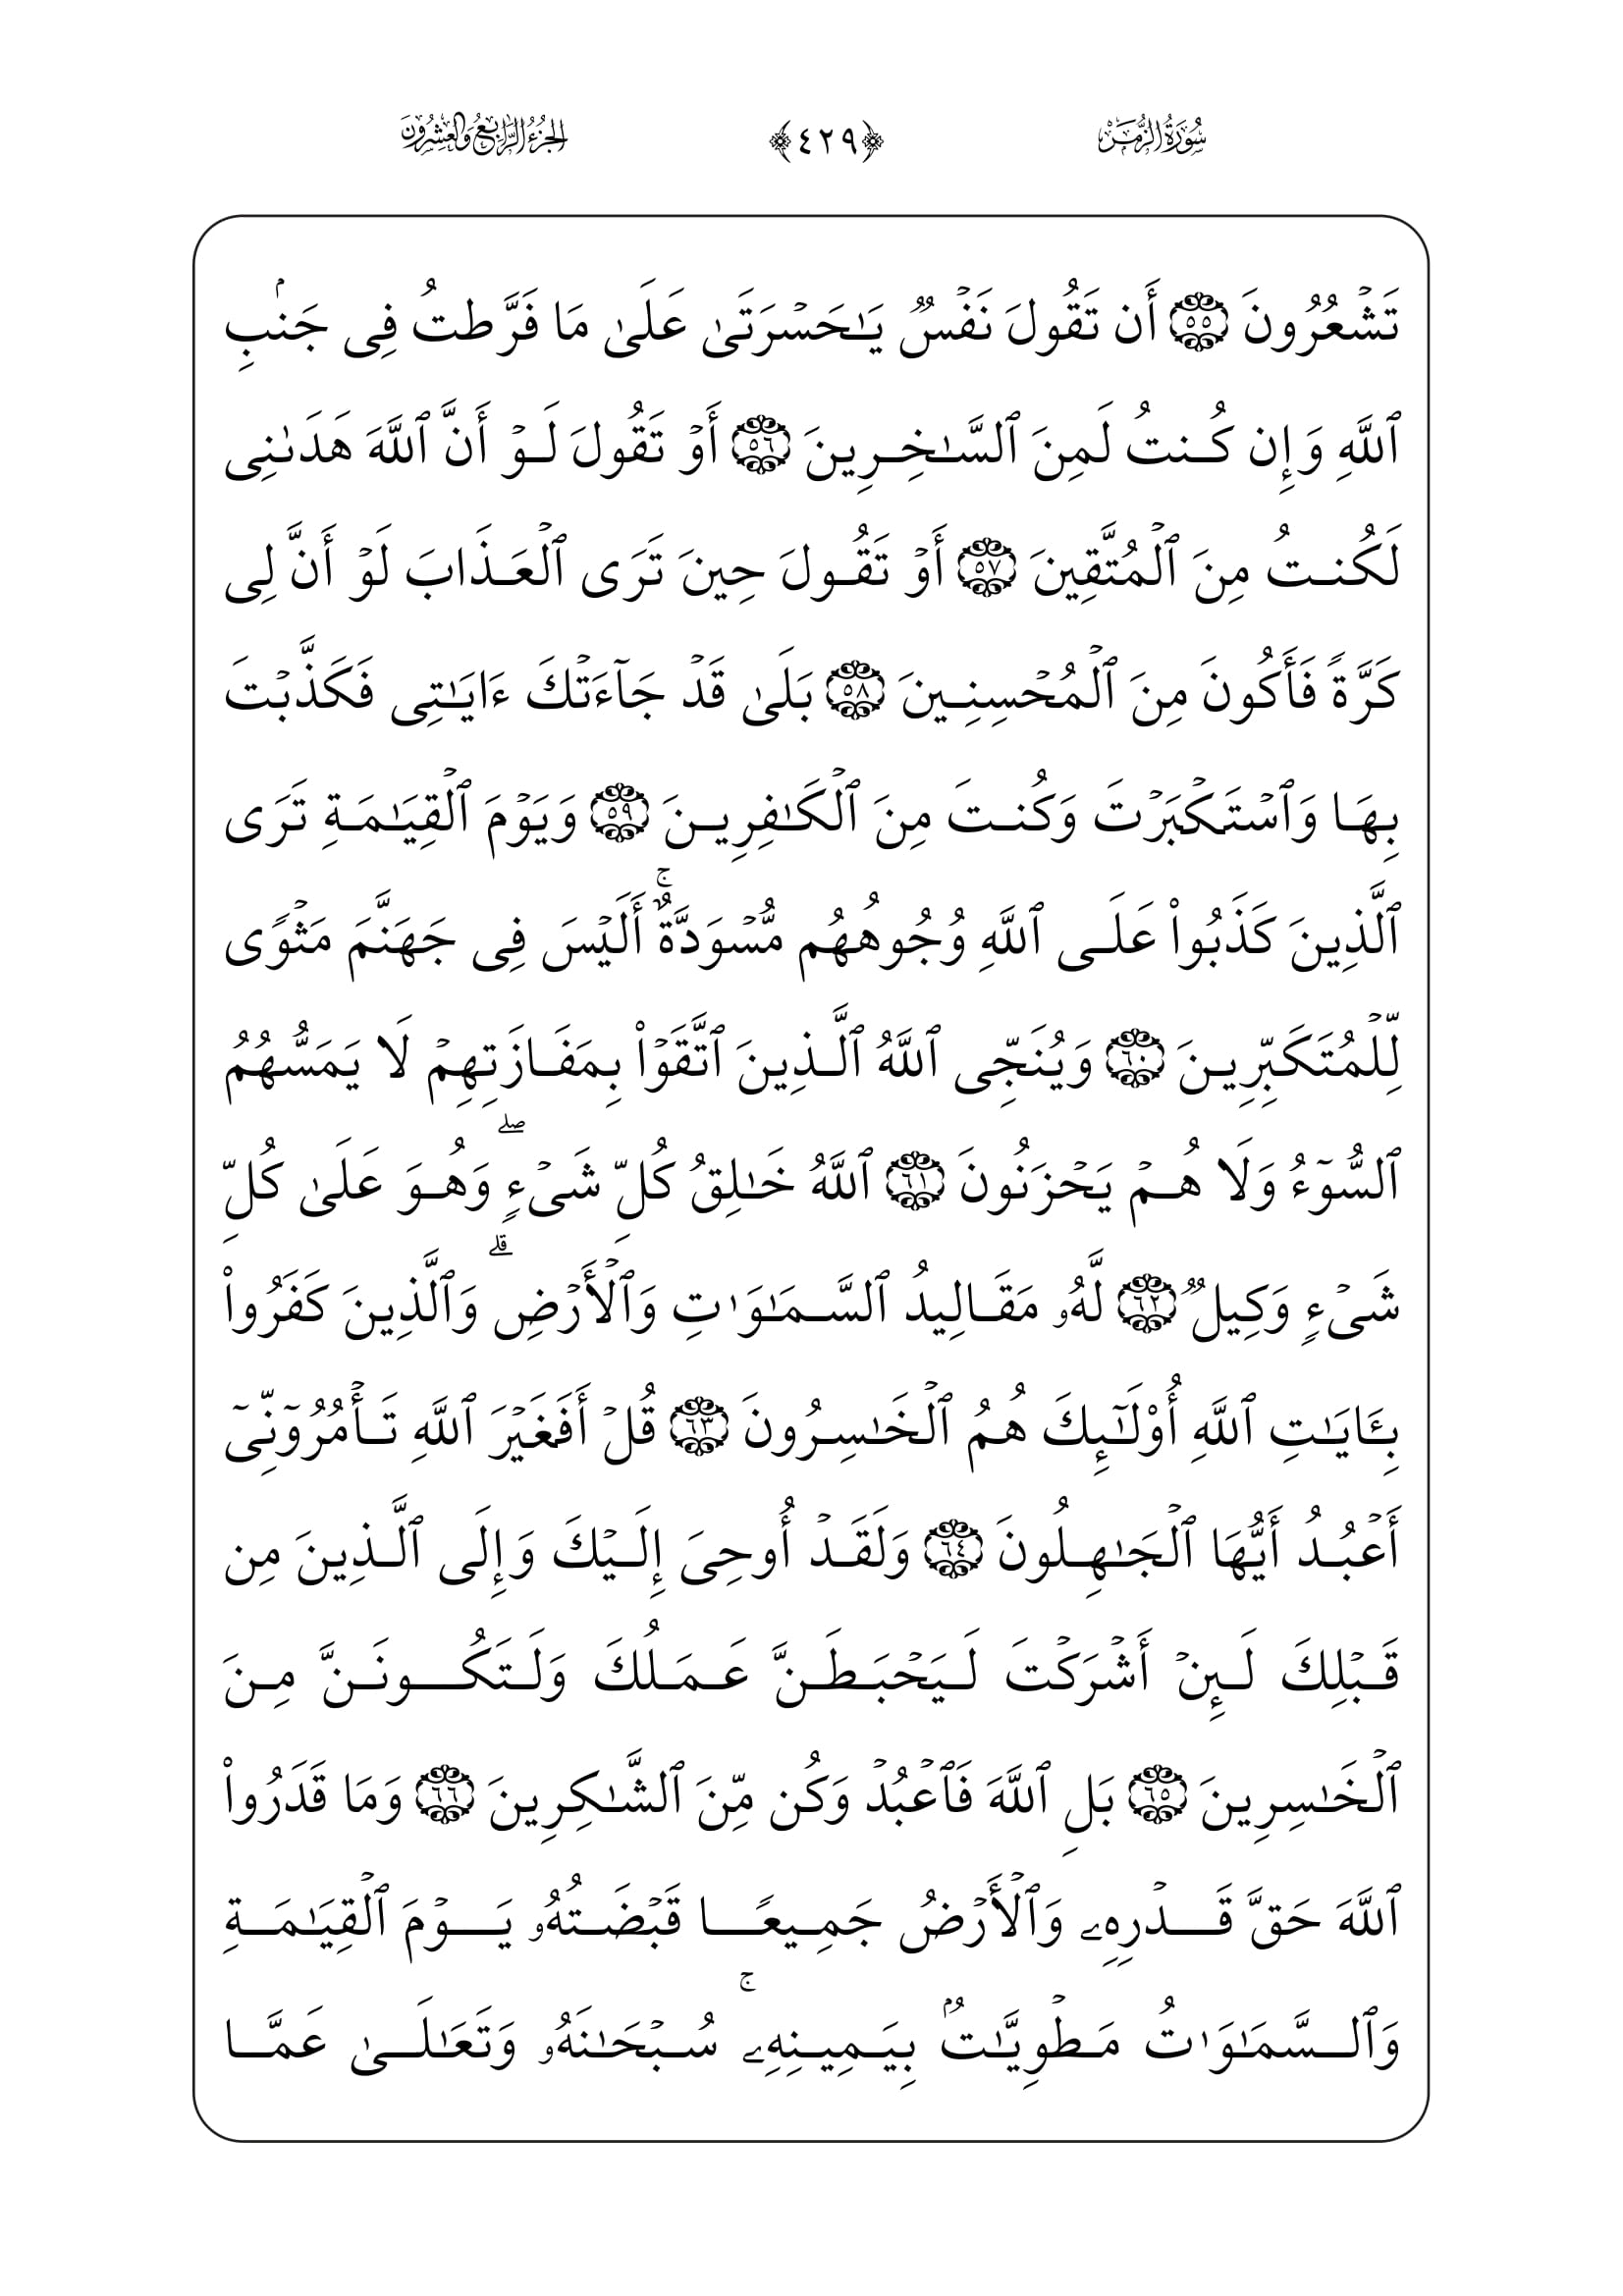 سُورَةُ الزُّمَرِ ﴿٤٢٩﴾ الجُزْءُ الرَّابِعُ وَالعِشْرُونَ
تَشۡعُرُونَ ٥٥ أَن تَقُولَ نَفۡسٞ يَٰحَسۡرَتَىٰ عَلَىٰ مَا فَرَّطتُ فِي جَنۢبِ
ٱللَّهِ وَإِن كُنتُ لَمِنَ ٱلسَّٰخِرِينَ ٥٦ أَوۡ تَقُولَ لَوۡ أَنَّ ٱللَّهَ هَدَىٰنِي
لَكُنتُ مِنَ ٱلۡمُتَّقِينَ ٥٧ أَوۡ تَقُولَ حِينَ تَرَى ٱلۡعَذَابَ لَوۡ أَنَّ لِي
كَرَّةٗ فَأَكُونَ مِنَ ٱلۡمُحۡسِنِينَ ٥٨ بَلَىٰ قَدۡ جَآءَتۡكَ ءَايَٰتِي فَكَذَّبۡتَ
بِهَا وَٱسۡتَكۡبَرۡتَ وَكُنتَ مِنَ ٱلۡكَٰفِرِينَ ٥٩ وَيَوۡمَ ٱلۡقِيَٰمَةِ تَرَى
ٱلَّذِينَ كَذَبُواْ عَلَى ٱللَّهِ وُجُوهُهُم مُّسۡوَدَّةٌۚ أَلَيۡسَ فِي جَهَنَّمَ مَثۡوٗى
لِّلۡمُتَكَبِّرِينَ ٦٠ وَيُنَجِّي ٱللَّهُ ٱلَّذِينَ ٱتَّقَوۡاْ بِمَفَازَتِهِمۡ لَا يَمَسُّهُمُ
ٱلسُّوٓءُ وَلَا هُمۡ يَحۡزَنُونَ ٦١ ٱللَّهُ خَٰلِقُ كُلِّ شَيۡءٖۖ وَهُوَ عَلَىٰ كُلِّ
شَيۡءٖ وَكِيلٞ ٦٢ لَّهُۥ مَقَالِيدُ ٱلسَّمَٰوَٰتِ وَٱلۡأَرۡضِۗ وَٱلَّذِينَ كَفَرُواْ
بِـَٔايَٰتِ ٱللَّهِ أُوْلَٰٓئِكَ هُمُ ٱلۡخَٰسِرُونَ ٦٣ قُلۡ أَفَغَيۡرَ ٱللَّهِ تَأۡمُرُوٓنِّيٓ
أَعۡبُدُ أَيُّهَا ٱلۡجَٰهِلُونَ ٦٤ وَلَقَدۡ أُوحِيَ إِلَيۡكَ وَإِلَى ٱلَّذِينَ مِن
قَبۡلِكَ لَئِنۡ أَشۡرَكۡتَ لَيَحۡبَطَنَّ عَمَلُكَ وَلَتَكُونَنَّ مِنَ
ٱلۡخَٰسِرِينَ ٦٥ بَلِ ٱللَّهَ فَٱعۡبُدۡ وَكُن مِّنَ ٱلشَّٰكِرِينَ ٦٦ وَمَا قَدَرُواْ
ٱللَّهَ حَقَّ قَدۡرِهِۦ وَٱلۡأَرۡضُ جَمِيعٗا قَبۡضَتُهُۥ يَوۡمَ ٱلۡقِيَٰمَةِ
وَٱلسَّمَٰوَٰتُ مَطۡوِيَّٰتُۢ بِيَمِينِهِۦۚ سُبۡحَٰنَهُۥ وَتَعَٰلَىٰ عَمَّا